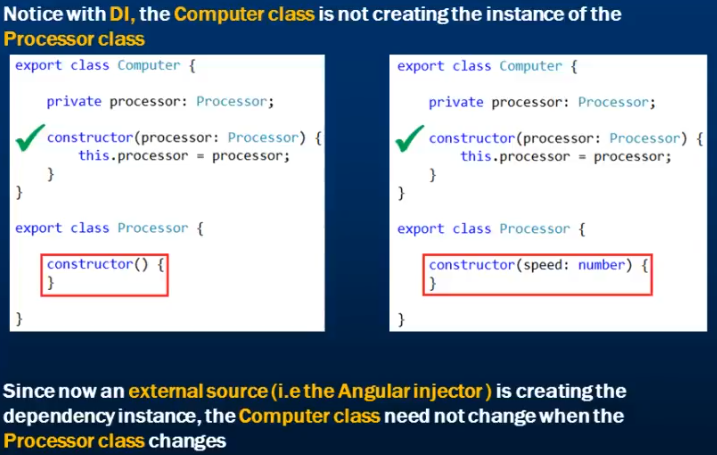 Notice with DI, the Computer class is not creating the instance of the
Processor class
export class Computer {
private processor: Processor;
constructor(processor: Processor) {
this.processor = processor;
}
}
export class Processor {
constructor() {
}
}
export class Computer {
private processor: Processor;
constructor(processor: Processor) {
this.processor = processor;
}
}
export class Processor {
constructor(speed: number) {
}
}
Since now an external source (i.e the Angular injector ) is creating the
dependency instance, the Computer class need not change when the
Processor class changes